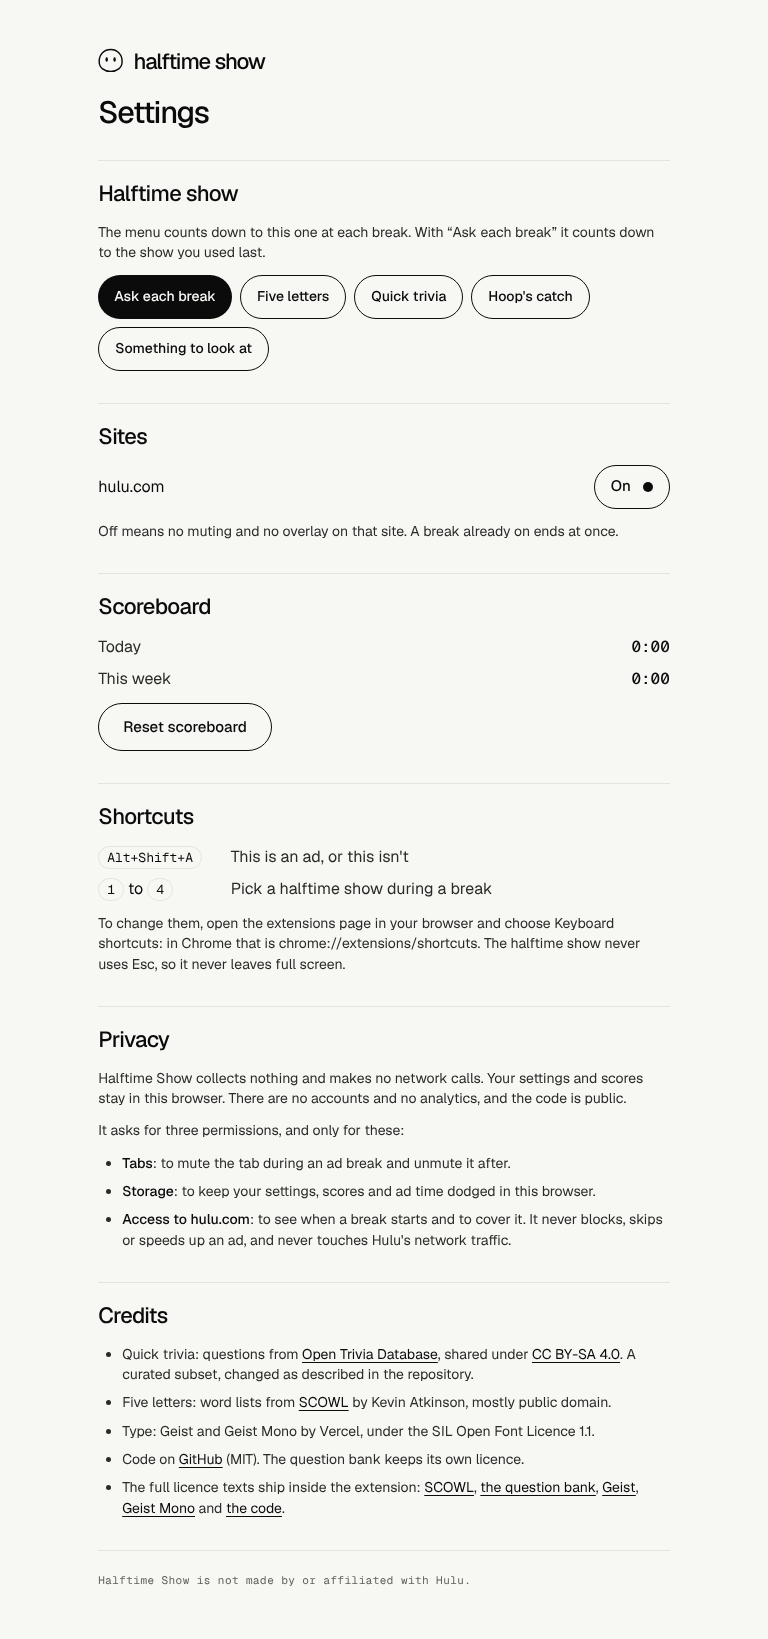 halftime show
Settings
Halftime show
The menu counts down to this one at each break. With “Ask each break” it counts down
to the show you used last.
Ask each break
Five letters
Quick trivia
Hoop's catch
Something to look at
Sites
hulu.com
On
Off means no muting and no overlay on that site. A break already on ends at once.
Scoreboard
Today 0:00
This week 0:00
Reset scoreboard
Shortcuts
Alt+Shift+A This is an ad, or this isn't
1 to 4 Pick a halftime show during a break
To change them, open the extensions page in your browser and choose Keyboard
shortcuts: in Chrome that is chrome://extensions/shortcuts. The halftime show never
uses Esc, so it never leaves full screen.
Privacy
Halftime Show collects nothing and makes no network calls. Your settings and scores
stay in this browser. There are no accounts and no analytics, and the code is public.
It asks for three permissions, and only for these:
Tabs: to mute the tab during an ad break and unmute it after.
Storage: to keep your settings, scores and ad time dodged in this browser.
Access to hulu.com: to see when a break starts and to cover it. It never blocks, skips
or speeds up an ad, and never touches Hulu's network traffic.
Credits
Quick trivia: questions from Open Trivia Database, shared under CC BY-SA 4.0. A
curated subset, changed as described in the repository.
Five letters: word lists from SCOWL by Kevin Atkinson, mostly public domain.
Type: Geist and Geist Mono by Vercel, under the SIL Open Font Licence 1.1.
Code on GitHub (MIT). The question bank keeps its own licence.
The full licence texts ship inside the extension: SCOWL, the question bank, Geist,
Geist Mono and the code.
Halftime Show is not made by or affiliated with Hulu.